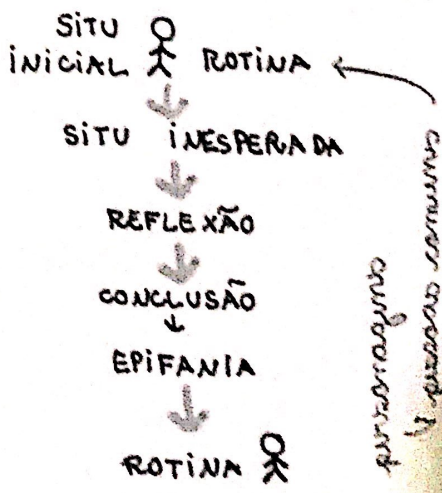 SITU
INICIAL ROTINA
SITU INESPERADA
REFLEXÃO
CONCLUSÃO
EPIFANIA
ROTINA